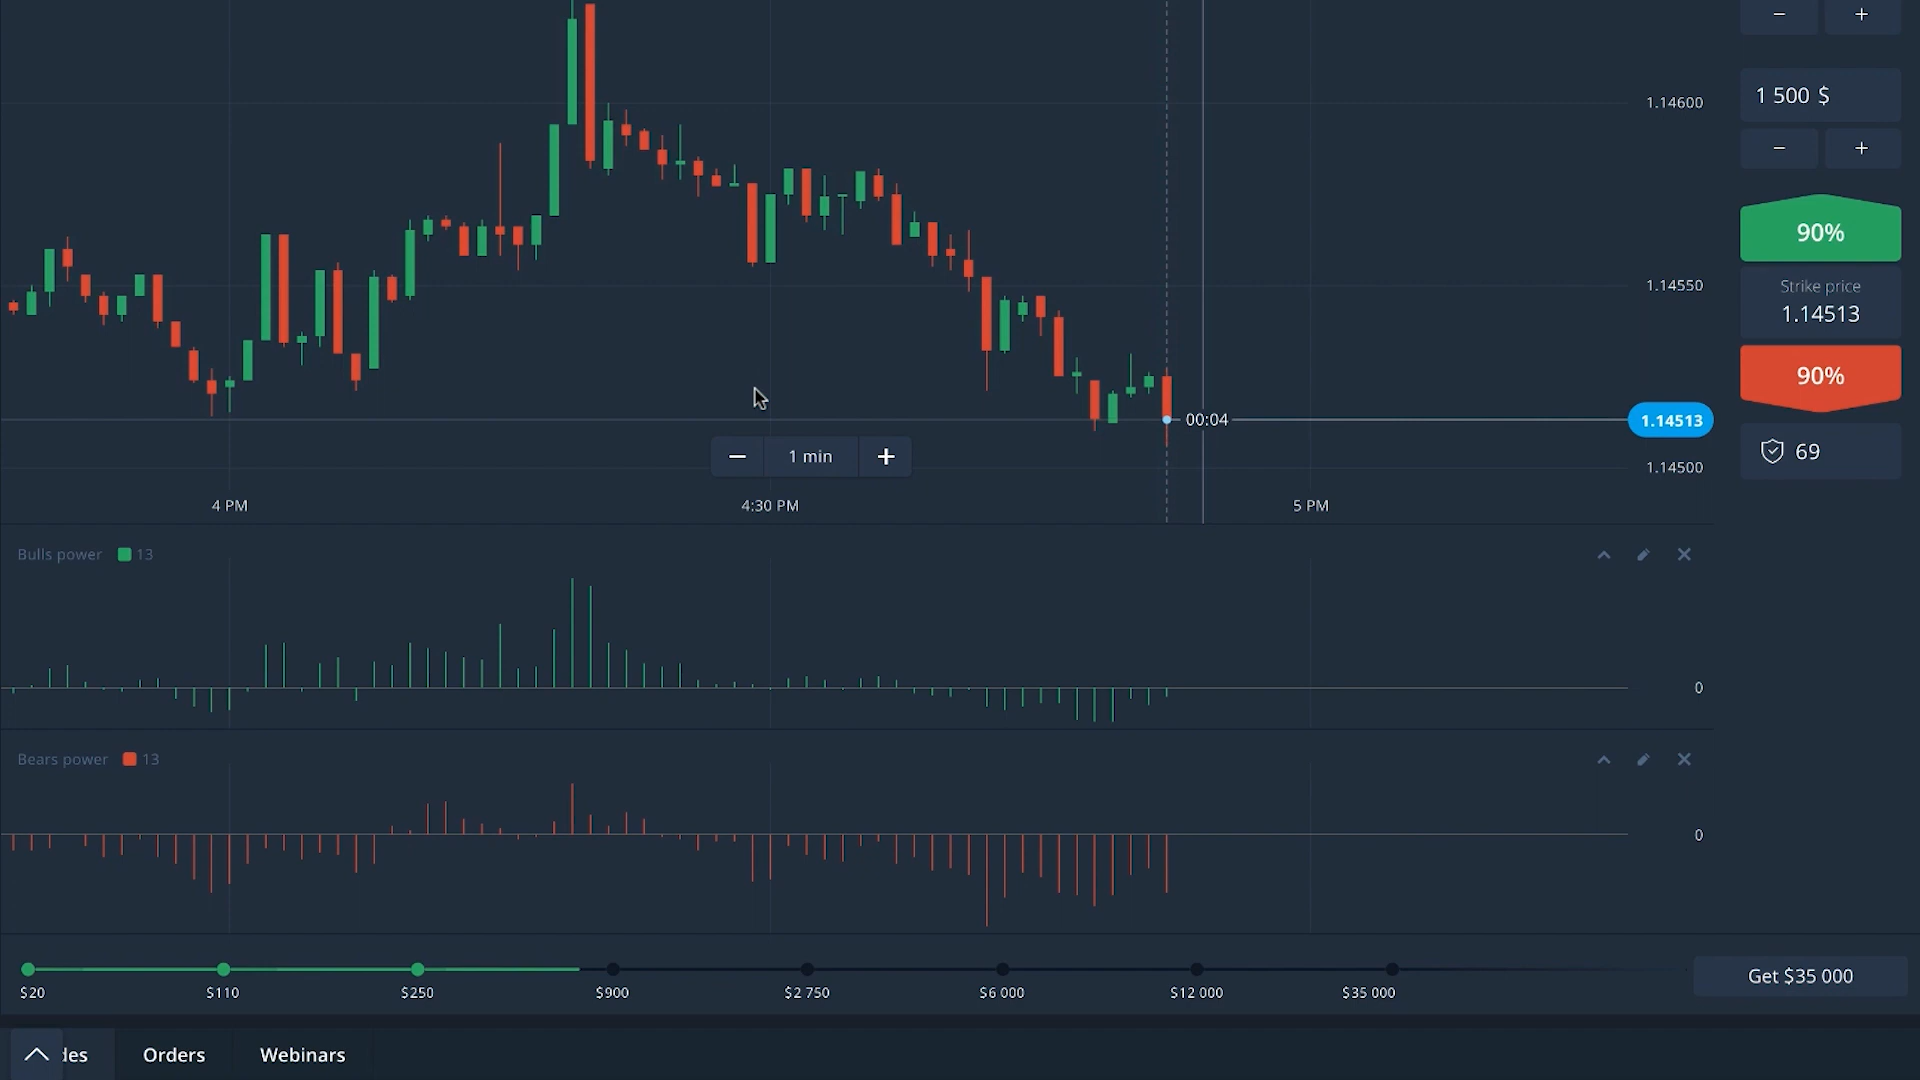 − +
1.14600
1 500 $
− +
90%
1.14550
Strike price
1.14513
90%
00:04
1.14513
− 1 min +
69
1.14500
4 PM
4:30 PM
5 PM
Bulls power 13
0
Bears power 13
0
$20
$110
$250
$900
$2 750
$6 000
$12 000
$35 000
Get $35 000
des
Orders
Webinars